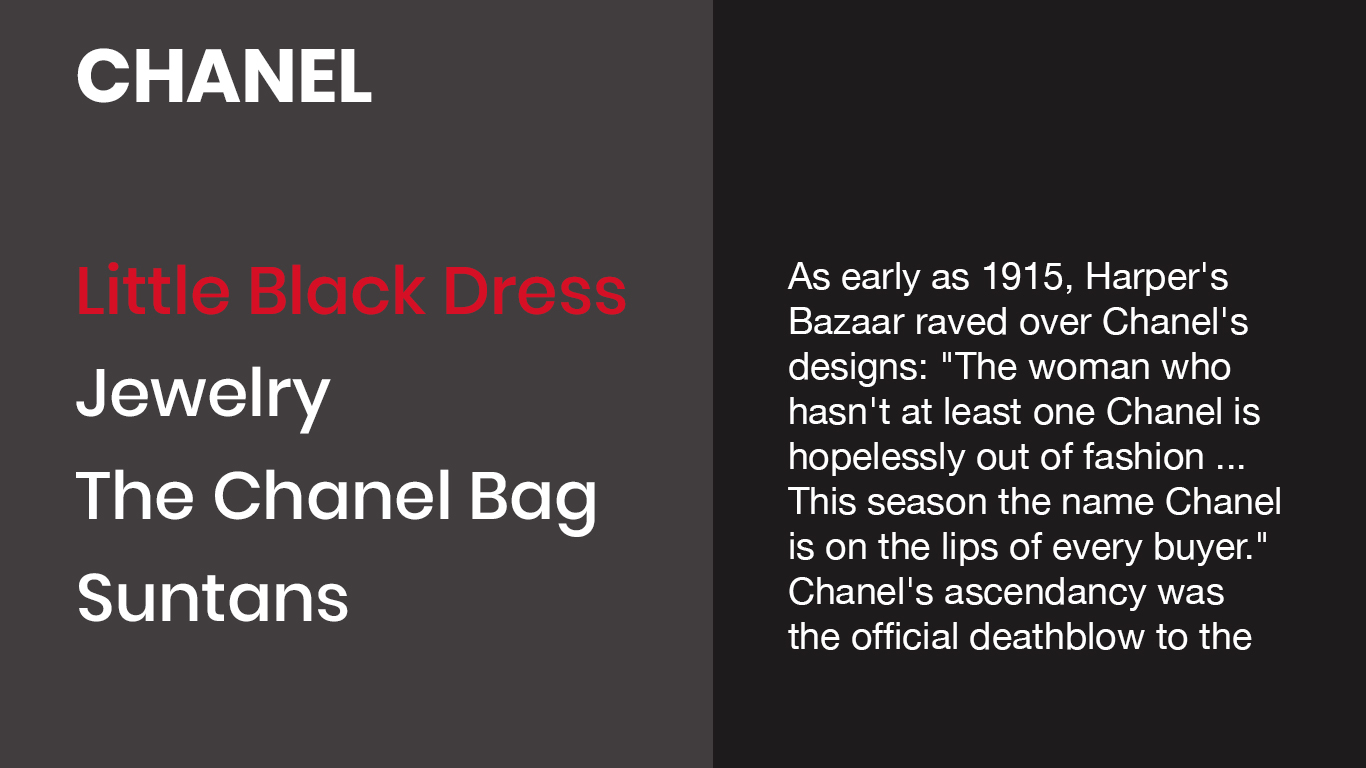 CHANEL
Little Black Dress
Jewelry
The Chanel Bag
Suntans
As early as 1915, Harper's
Bazaar raved over Chanel's
designs: "The woman who
hasn't at least one Chanel is
hopelessly out of fashion ...
This season the name Chanel
is on the lips of every buyer."
Chanel's ascendancy was
the official deathblow to the